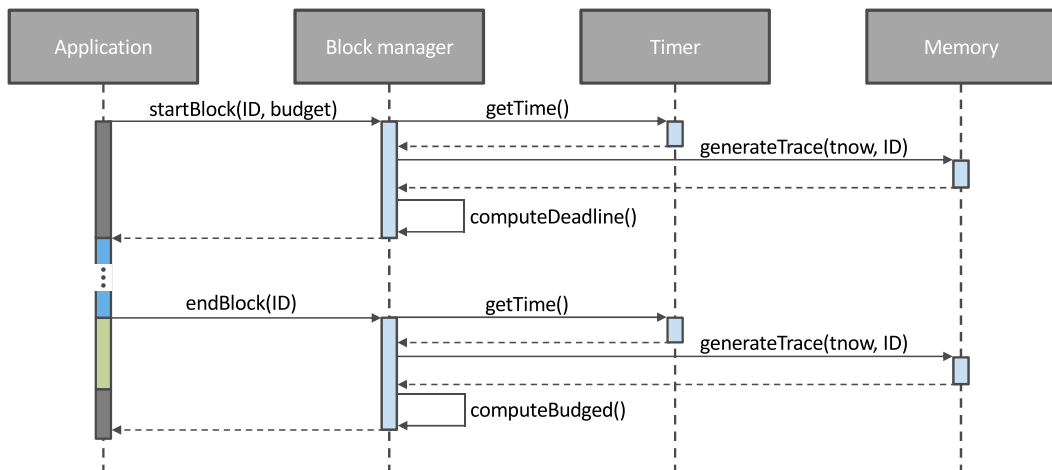 Application
Block manager
Timer
Memory
startBlock(ID, budget)
getTime()
generateTrace(tnow, ID)
computeDeadline()
endBlock(ID)
getTime()
generateTrace(tnow, ID)
computeBudged()